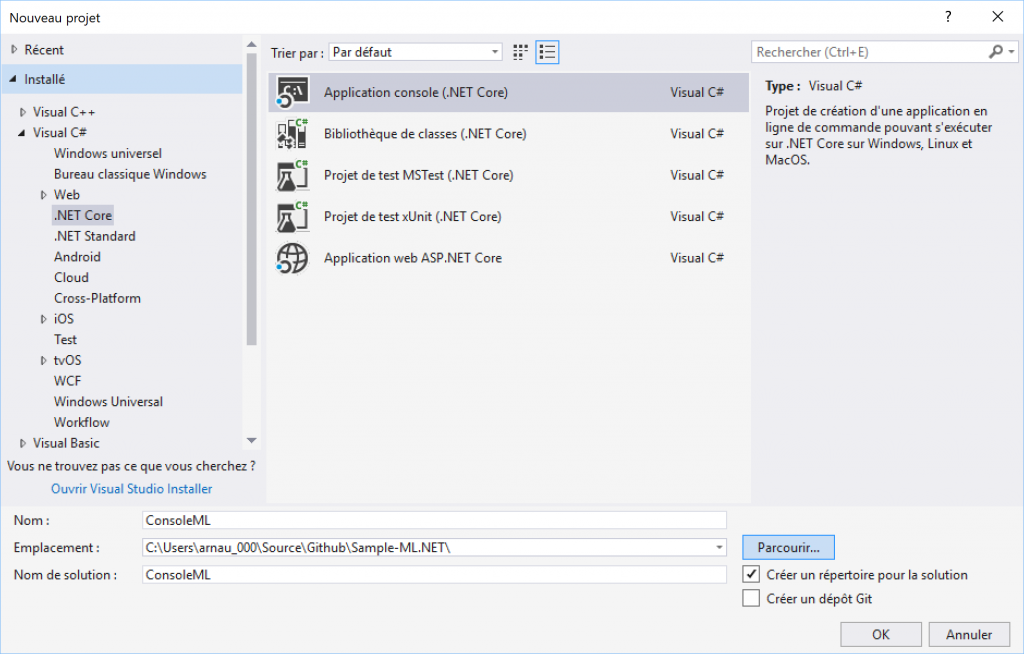 Nouveau projet
?
Récent
Installé
Visual C++
Visual C#
Windows universel
Bureau classique Windows
Web
.NET Core
.NET Standard
Android
Cloud
Cross-Platform
iOS
Test
tvOS
WCF
Windows Universal
Workflow
Visual Basic
Vous ne trouvez pas ce que vous cherchez ?
Ouvrir Visual Studio Installer
Trier par : Par défaut
Application console (.NET Core) Visual C#
Bibliothèque de classes (.NET Core) Visual C#
Projet de test MSTest (.NET Core) Visual C#
Projet de test xUnit (.NET Core) Visual C#
Application web ASP.NET Core Visual C#
Rechercher (Ctrl+E)
Type : Visual C#
Projet de création d'une application en
ligne de commande pouvant s'exécuter
sur .NET Core sur Windows, Linux et
MacOS.
Nom : ConsoleML
Emplacement : C:\Users\arnau_000\Source\Github\Sample-ML.NET\
Parcourir...
Nom de solution : ConsoleML
Créer un répertoire pour la solution
Créer un dépôt Git
OK
Annuler